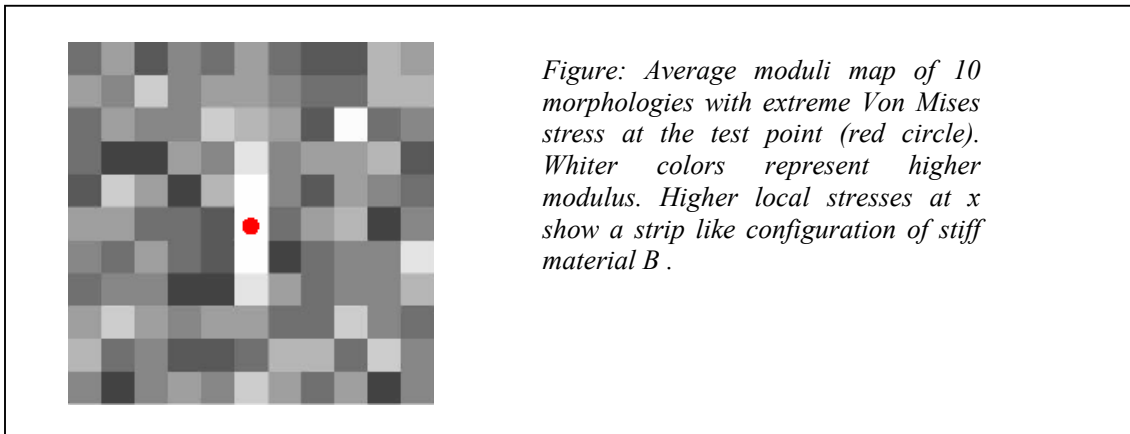 Figure: Average moduli map of 10
morphologies with extreme Von Mises
stress at the test point (red circle).
Whiter colors represent higher
modulus. Higher local stresses at x
show a strip like configuration of stiff
material B .